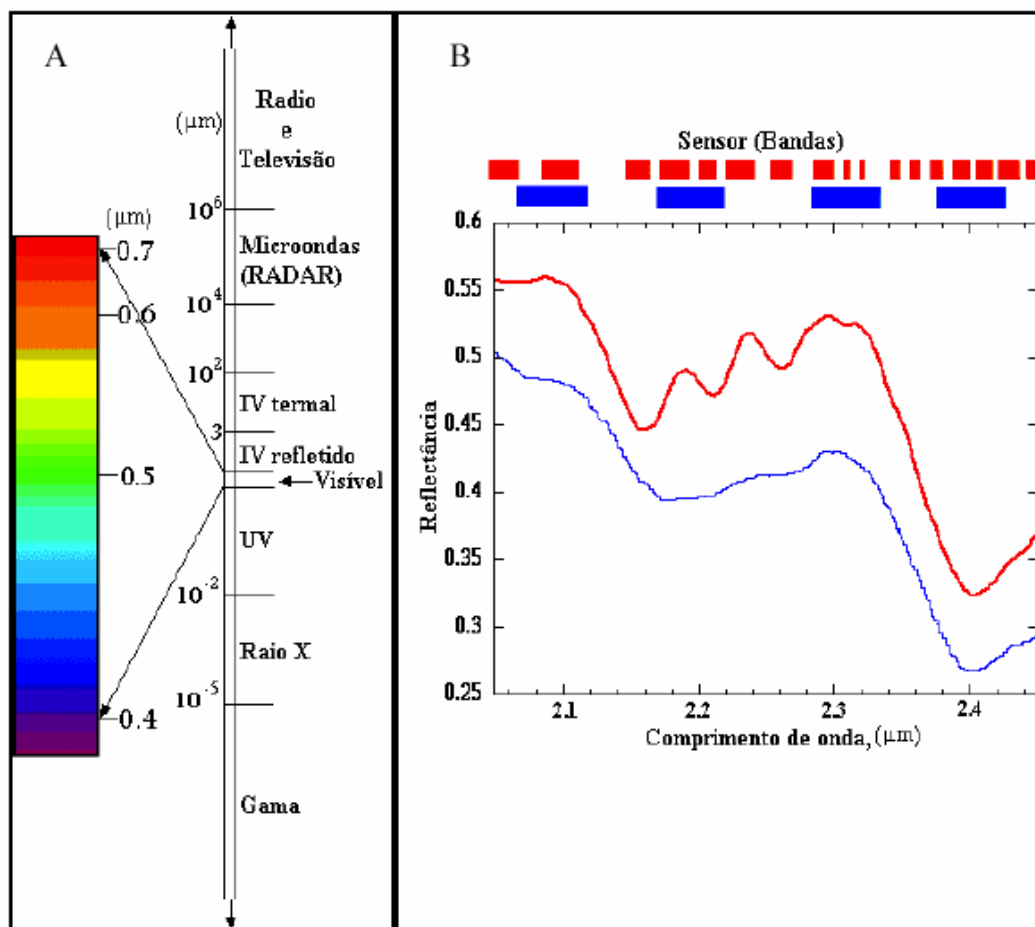 A
(µm)
0.7
0.6
0.5
0.4
(µm)
Radio
e
Televisão
10⁶
Microondas
(RADAR)
10⁴
10²
IV termal
3
IV refletido
Visível
UV
10⁻²
Raio X
10⁻⁵
Gama
B
Sensor (Bandas)
Reflectância
0.6
0.55
0.5
0.45
0.4
0.35
0.3
0.25
2.1 2.2 2.3 2.4
Comprimento de onda, (µm)